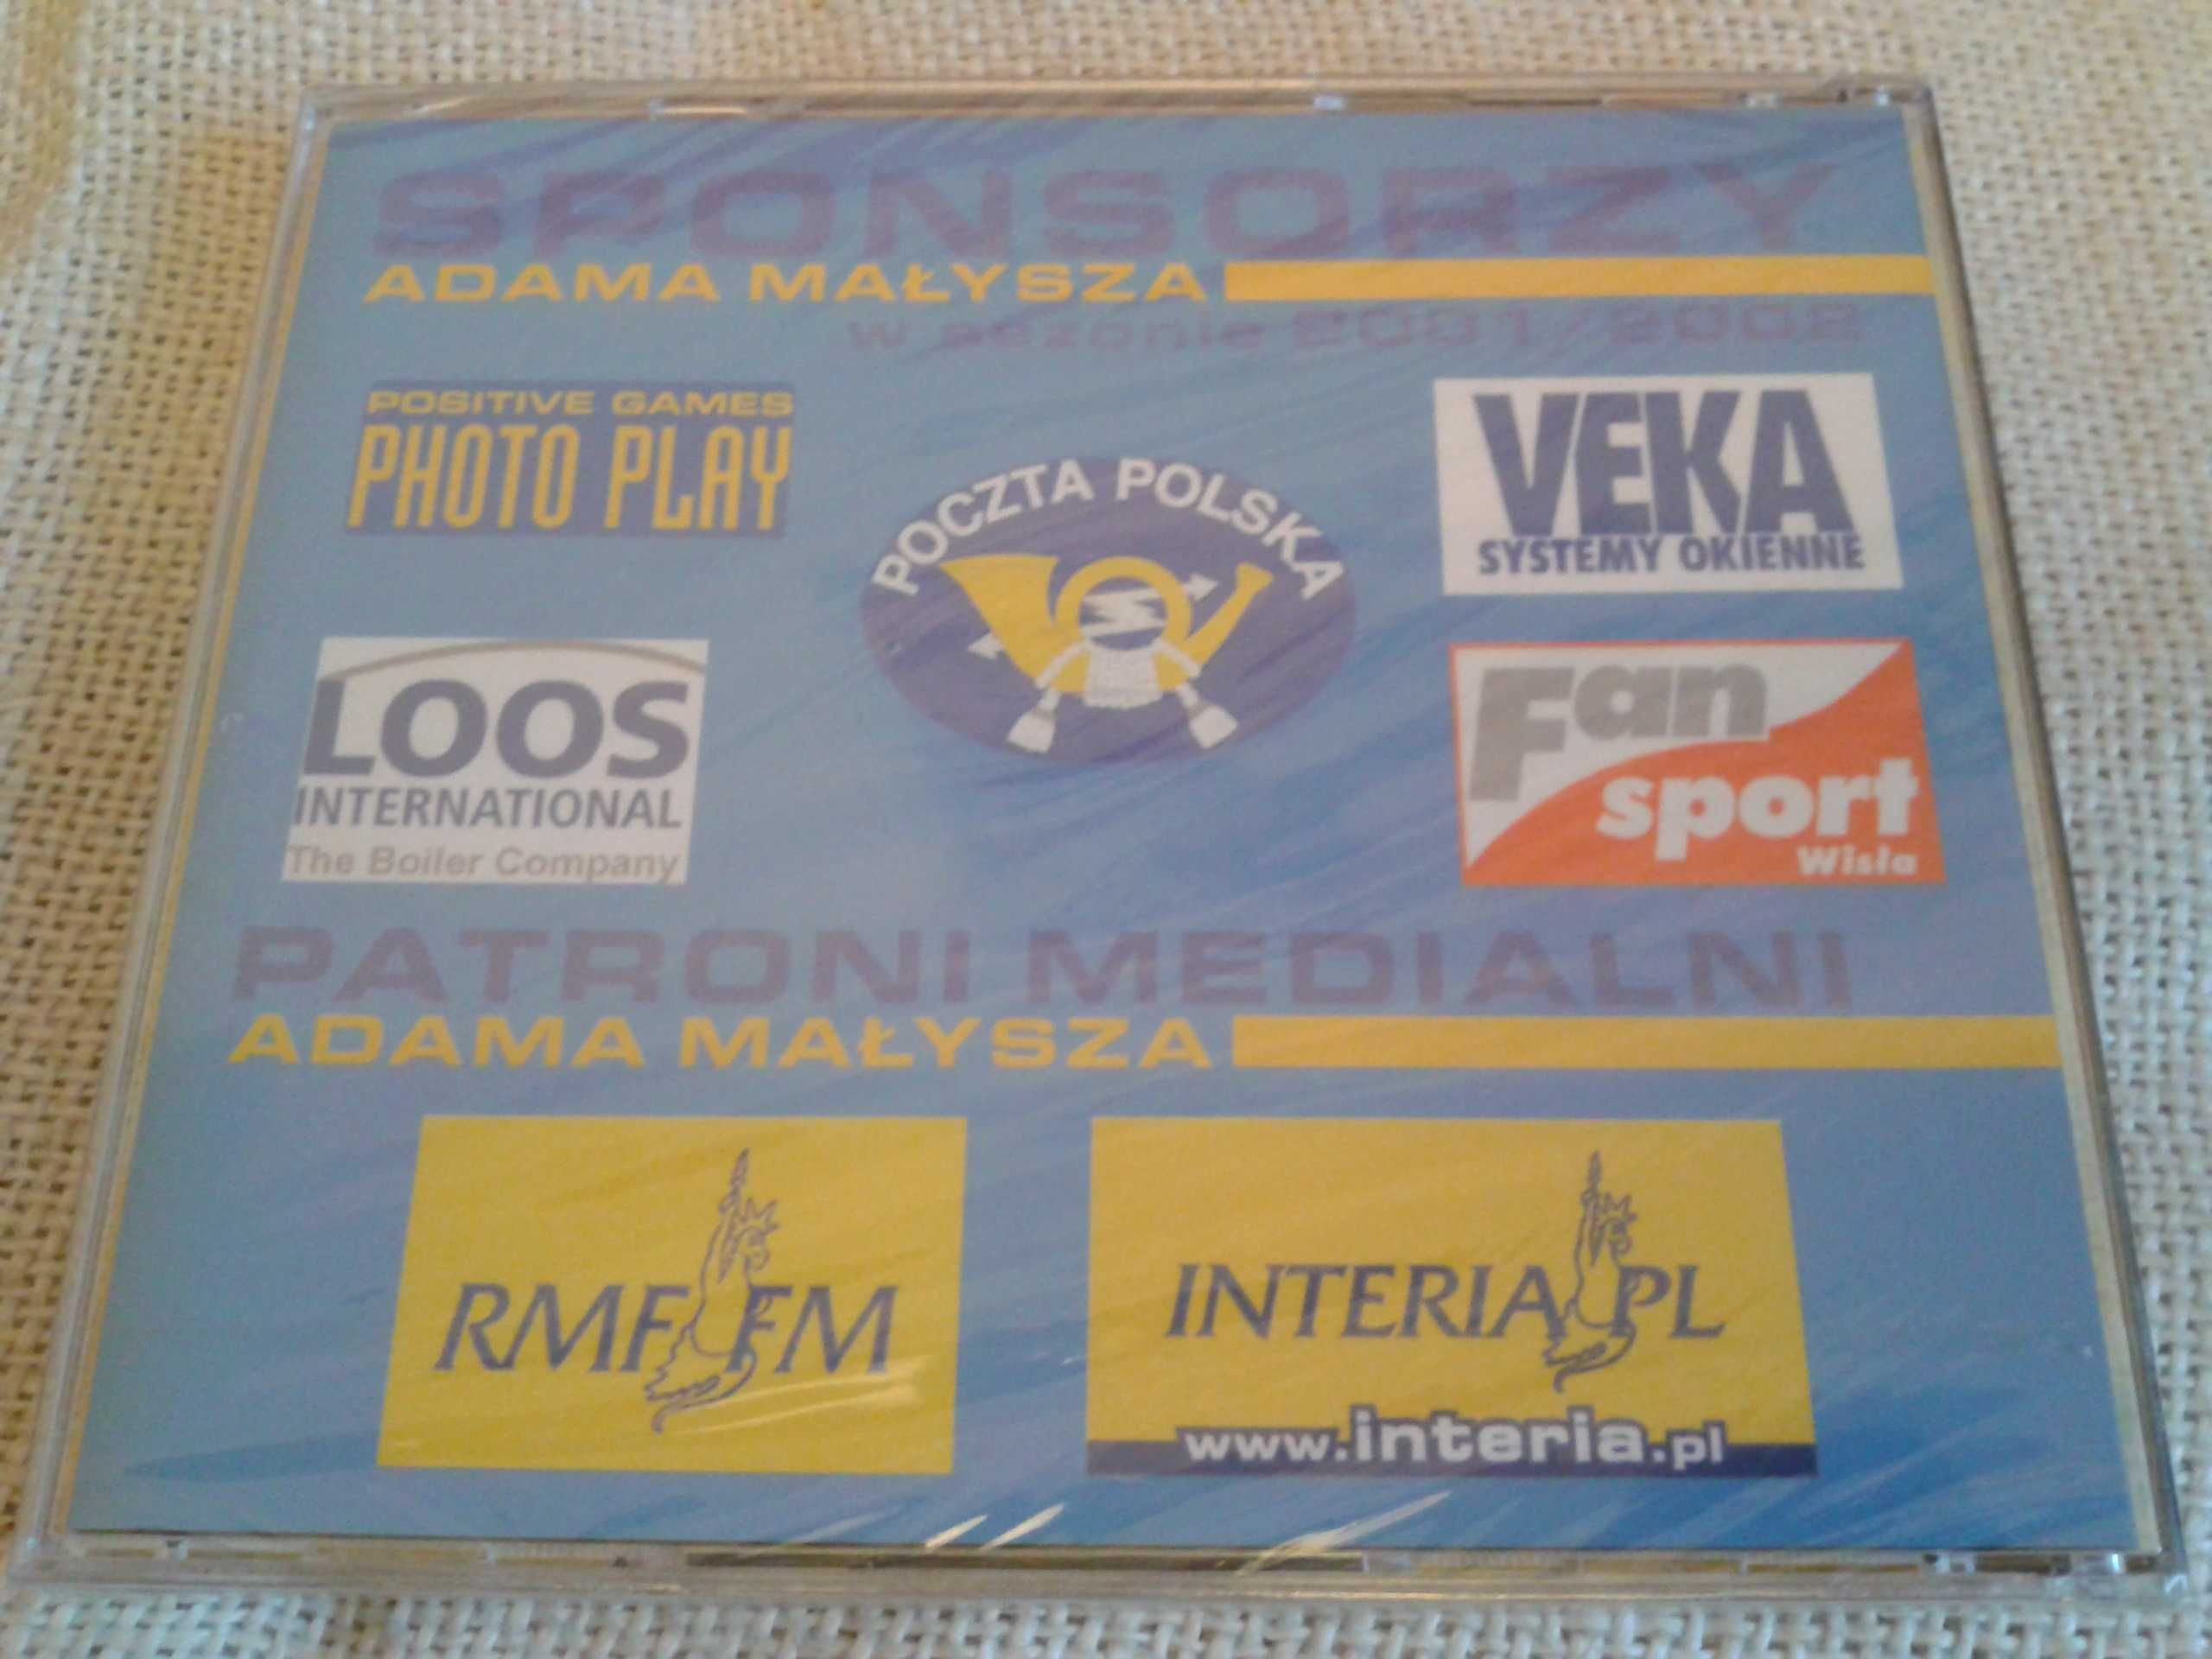 SPONSORZY
ADAMA MAŁYSZA
w sezonie 2001/2002
POSITIVE GAMES
PHOTO PLAY
POCZTA POLSKA
VEKA
SYSTEMY OKIENNE
LOOS
INTERNATIONAL
The Boiler Company
Fan
sport
Wisła
PATRONI MEDIALNI
ADAMA MAŁYSZA
RMF FM
INTERIA.PL
www.interia.pl